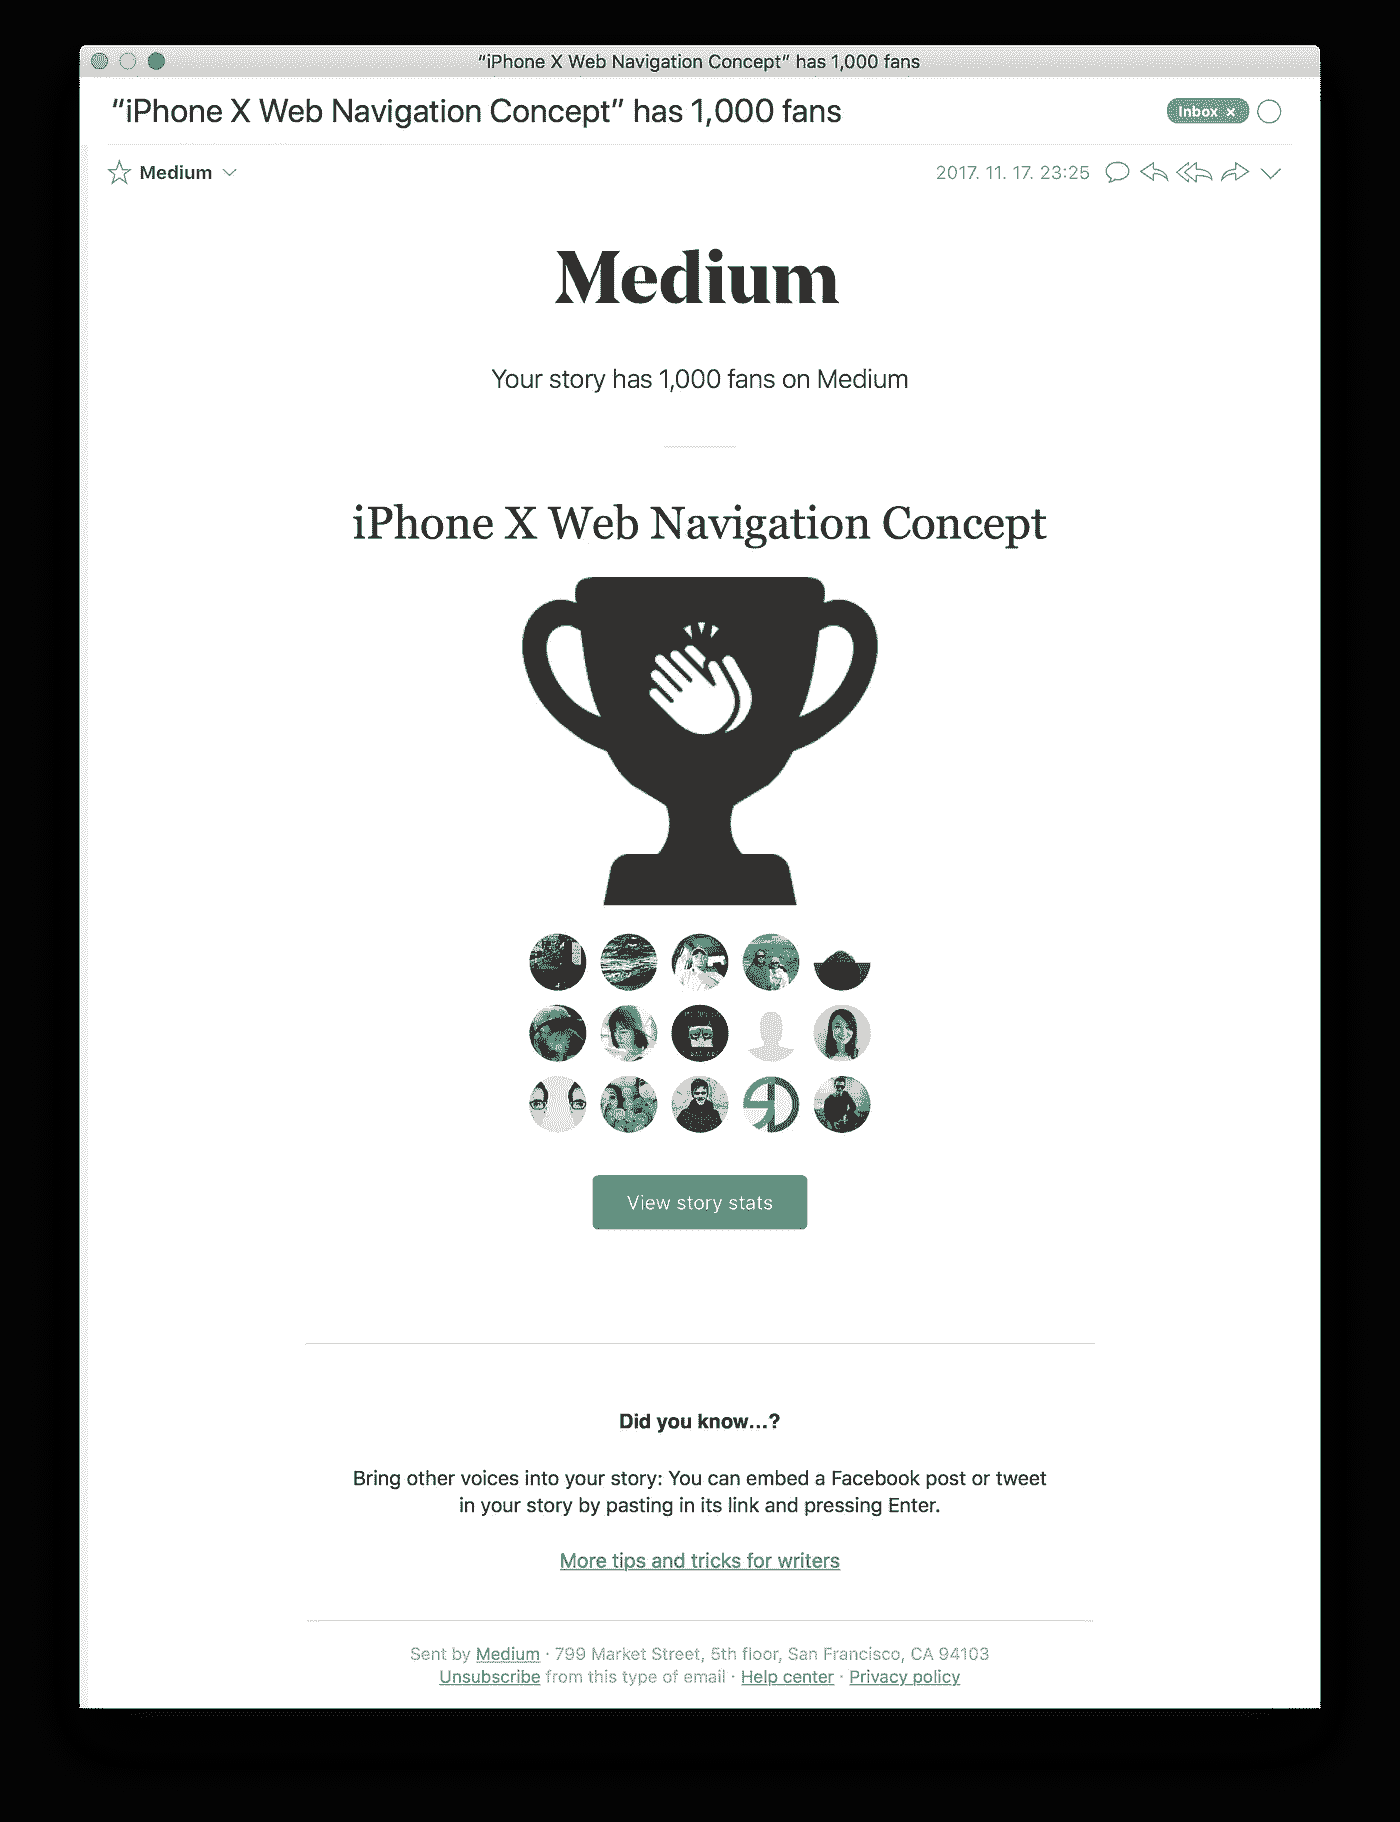 “iPhone X Web Navigation Concept” has 1,000 fans
“iPhone X Web Navigation Concept” has 1,000 fans
Inbox ×
Medium
2017. 11. 17. 23:25
Medium
Your story has 1,000 fans on Medium
iPhone X Web Navigation Concept
View story stats
Did you know...?
Bring other voices into your story: You can embed a Facebook post or tweet
in your story by pasting in its link and pressing Enter.
More tips and tricks for writers
Sent by Medium · 799 Market Street, 5th floor, San Francisco, CA 94103
Unsubscribe from this type of email · Help center · Privacy policy